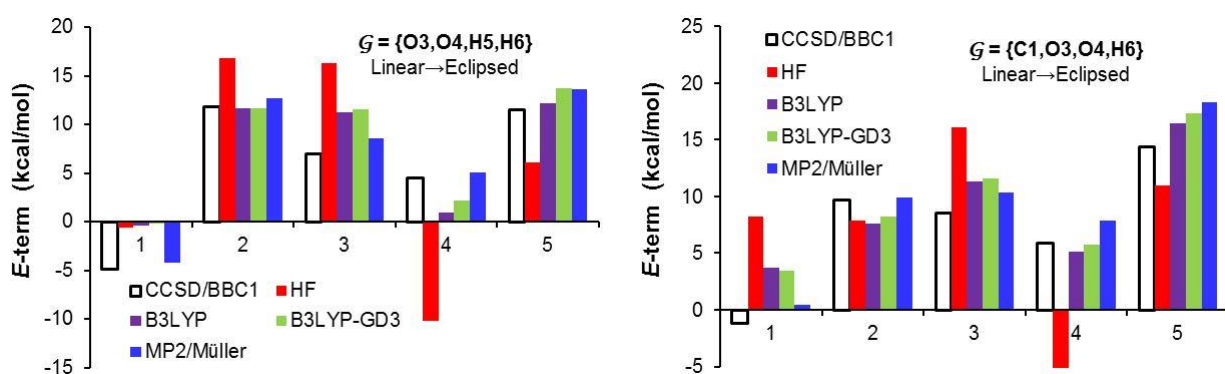 20
15
10
5
0
-5
-10
-15
E-term (kcal/mol)
𝒢 = {O3,O4,H5,H6}
Linear→Eclipsed
1 2 3 4 5
CCSD/BBC1 HF
B3LYP B3LYP-GD3
MP2/Müller
25
20
15
10
5
0
-5
E-term (kcal/mol)
𝒢 = {C1,O3,O4,H6}
Linear→Eclipsed
CCSD/BBC1
HF
B3LYP
B3LYP-GD3
MP2/Müller
1 2 3 4 5